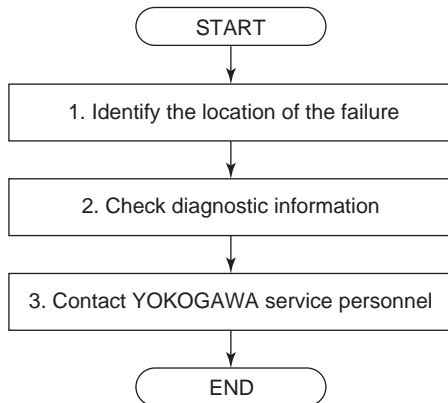 START
1. Identify the location of the failure
2. Check diagnostic information
3. Contact YOKOGAWA service personnel
END